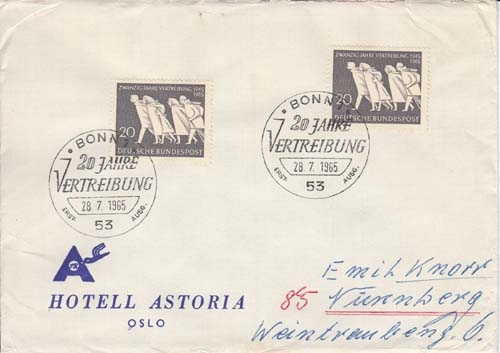 ZWANZIG JAHRE VERTREIBUNG 1945
1965
20
DEUTSCHE BUNDESPOST
ZWANZIG JAHRE VERTREIBUNG 1945
1965
20
DEUTSCHE BUNDESPOST
BONN
20 JAHRE
VERTREIBUNG
28.7.1965
ERST- AUSG.
53
BONN
20 JAHRE
VERTREIBUNG
28.7.1965
ERST- AUSG.
53
A
HOTELL ASTORIA
OSLO
Emil Knorr
85 Nürnberg
Weintraubeng. 6